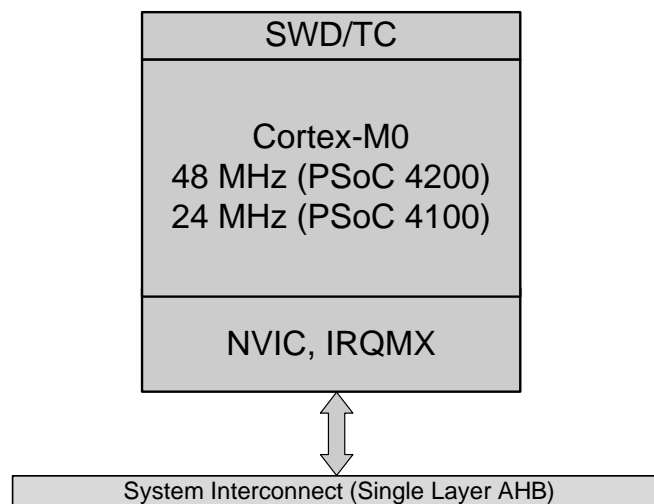 SWD/TC
Cortex-M0
48 MHz (PSoC 4200)
24 MHz (PSoC 4100)
NVIC, IRQMX
System Interconnect (Single Layer AHB)